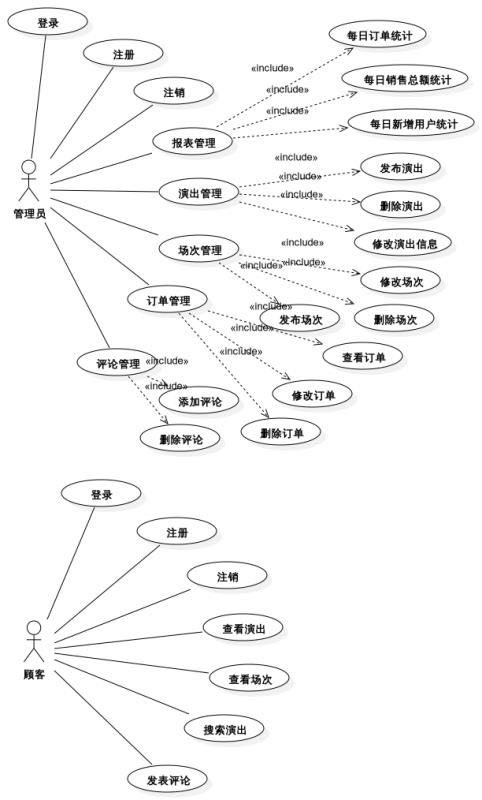 登录
注册
注销
报表管理
演出管理
场次管理
订单管理
评论管理
管理员
«include»
«include»
«include»
每日订单统计
每日销售总额统计
每日新增用户统计
«include»
«include»
«include»
发布演出
删除演出
修改演出信息
«include»
«include»
«include»
修改场次
删除场次
发布场次
«include»
«include»
«include»
查看订单
修改订单
删除订单
«include»
«include»
添加评论
删除评论
登录
注册
注销
查看演出
查看场次
搜索演出
发表评论
顾客